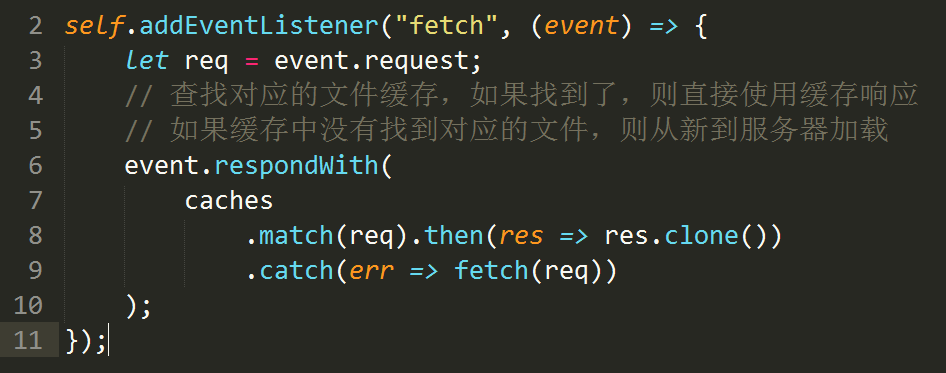 2 self.addEventListener("fetch", (event) => {
3     let req = event.request;
4     // 查找对应的文件缓存，如果找到了，则直接使用缓存响应
5     // 如果缓存中没有找到对应的文件，则从新到服务器加载
6     event.respondWith(
7         caches
8             .match(req).then(res => res.clone())
9             .catch(err => fetch(req))
10     );
11 });